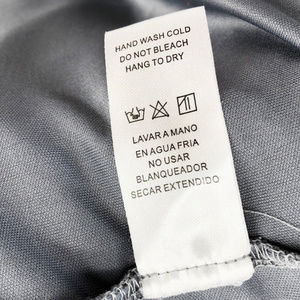 HAND WASH COLD
DO NOT BLEACH
HANG TO DRY
LAVAR A MANO
EN AGUA FRIA
NO USAR
BLANQUEADOR
SECAR EXTENDIDO